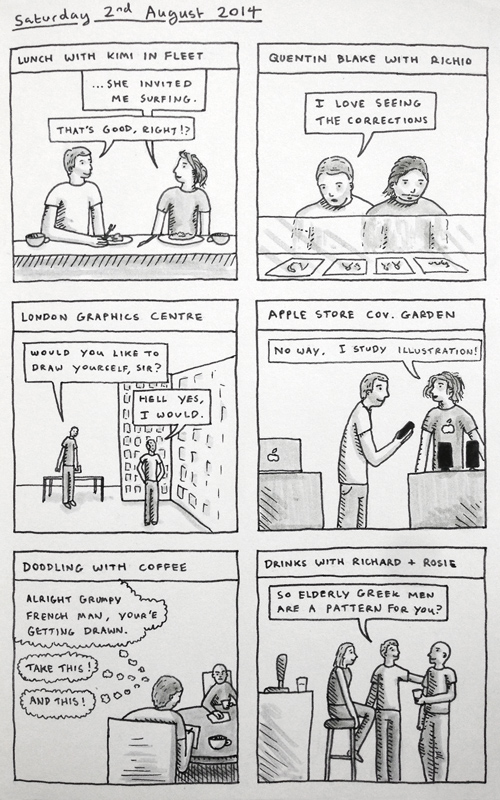 Saturday 2nd August 2014
LUNCH WITH KIMI IN FLEET
...SHE INVITED
ME SURFING.
THAT'S GOOD, RIGHT!?
QUENTIN BLAKE WITH RICHIO
I LOVE SEEING
THE CORRECTIONS
LONDON GRAPHICS CENTRE
WOULD YOU LIKE TO
DRAW YOURSELF, SIR?
HELL YES,
I WOULD.
APPLE STORE COV. GARDEN
NO WAY, I STUDY ILLUSTRATION!
DOODLING WITH COFFEE
ALRIGHT GRUMPY
FRENCH MAN, YOUR'E
GETTING DRAWN.
TAKE THIS!
AND THIS!
DRINKS WITH RICHARD + ROSIE
SO ELDERLY GREEK MEN
ARE A PATTERN FOR YOU?